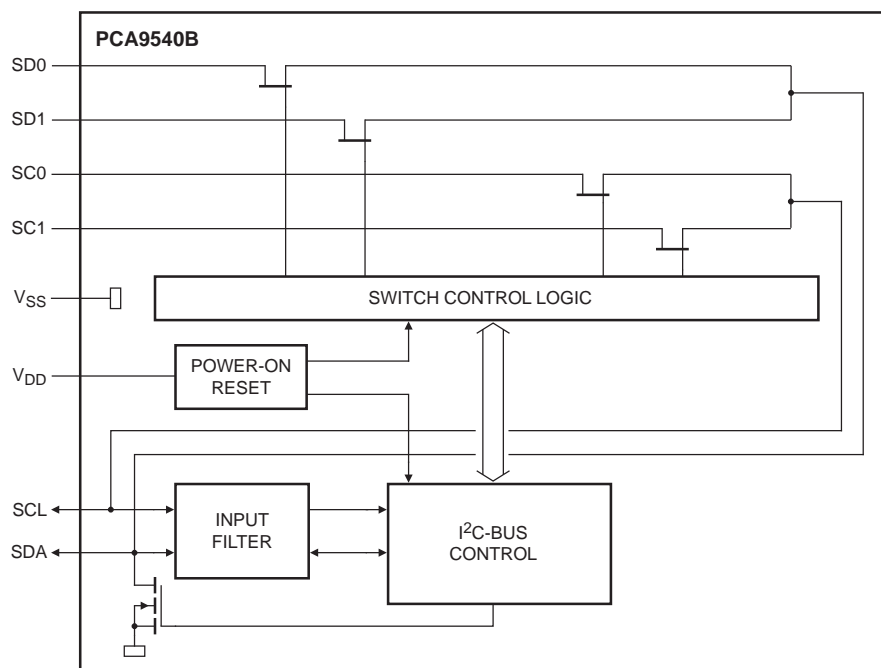 PCA9540B
SD0
SD1
SC0
SC1
VSS
SWITCH CONTROL LOGIC
VDD
POWER-ON
RESET
SCL
SDA
INPUT
FILTER
I²C-BUS
CONTROL